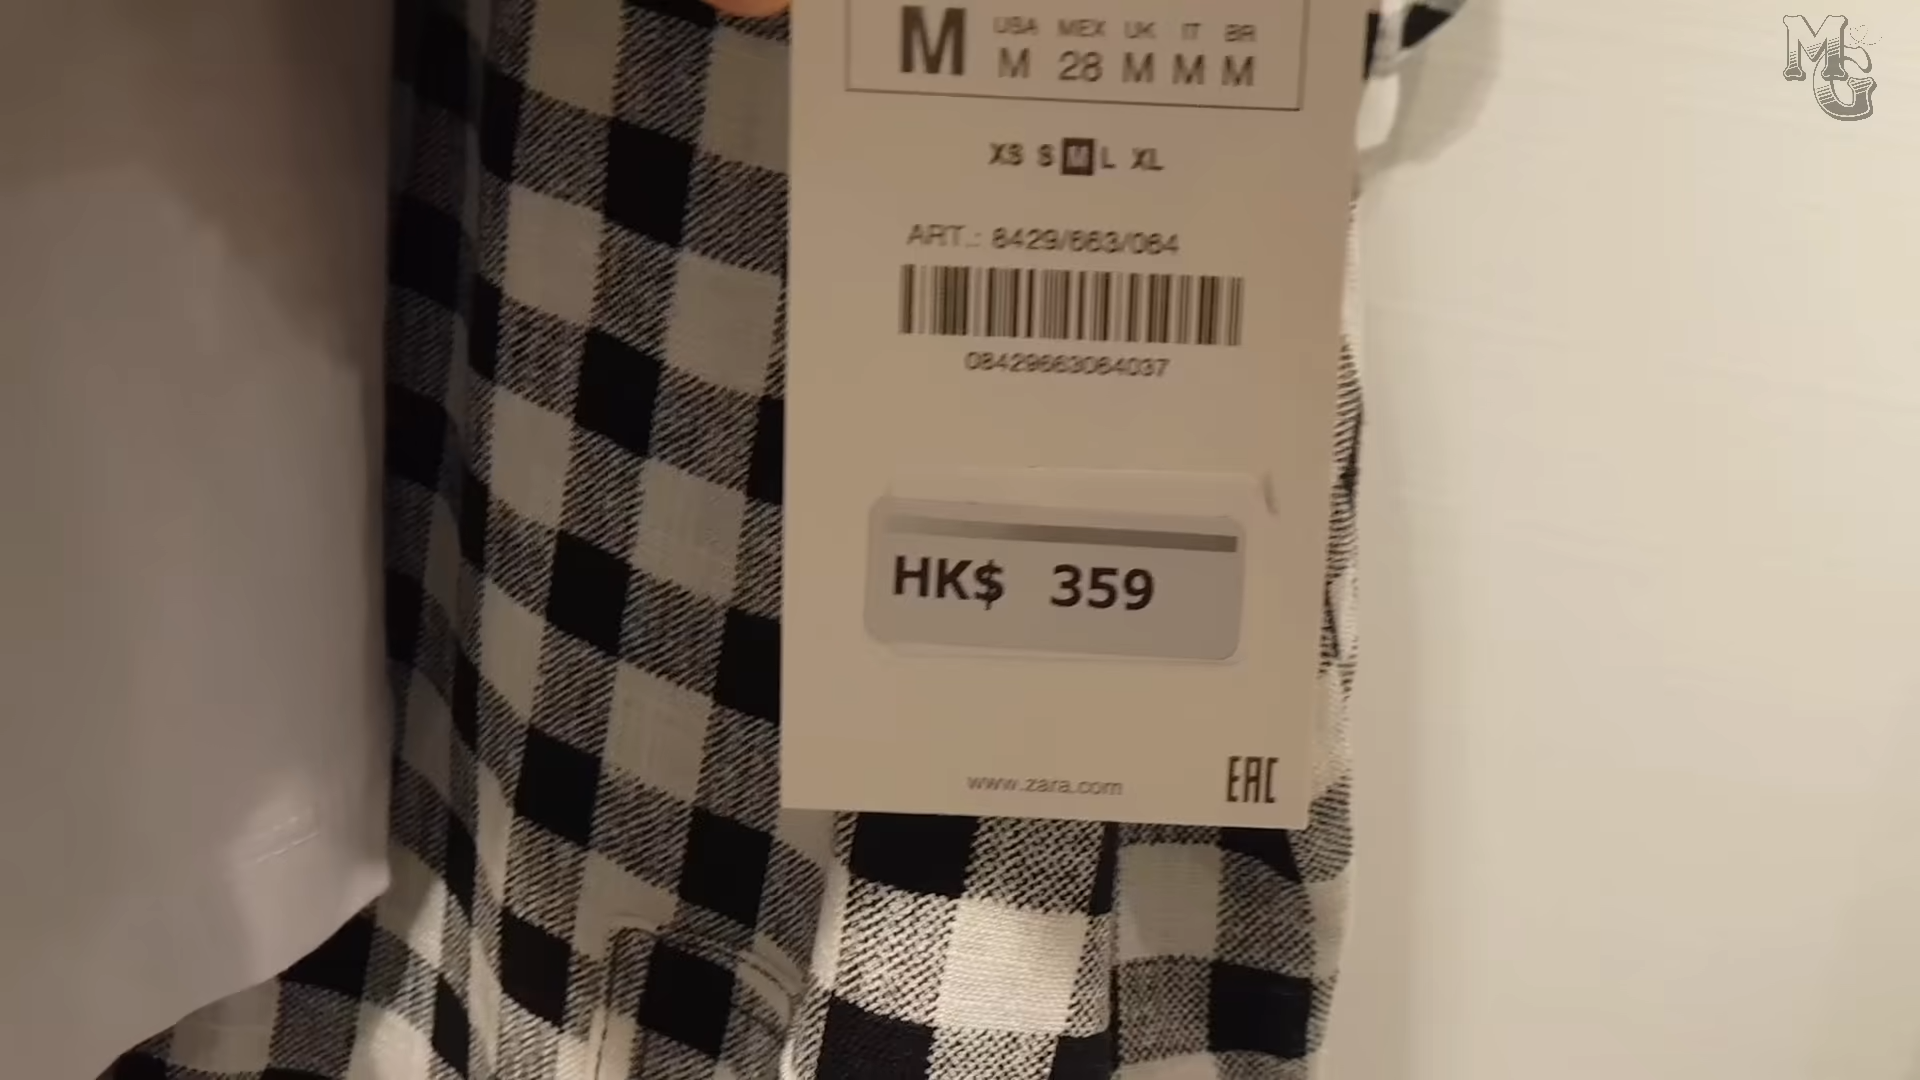 MG
M USA MEX UK IT BR
M 28 M M M
XS S M L XL
ART.: 8429/663/064
08429663064037
HK$ 359
www.zara.com
EAC